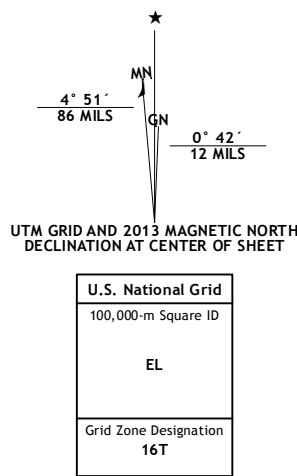 ★
MN
4° 51´
86 MILS
GN
0° 42´
12 MILS
UTM GRID AND 2013 MAGNETIC NORTH
DECLINATION AT CENTER OF SHEET
U.S. National Grid
100,000-m Square ID
EL
Grid Zone Designation
16T